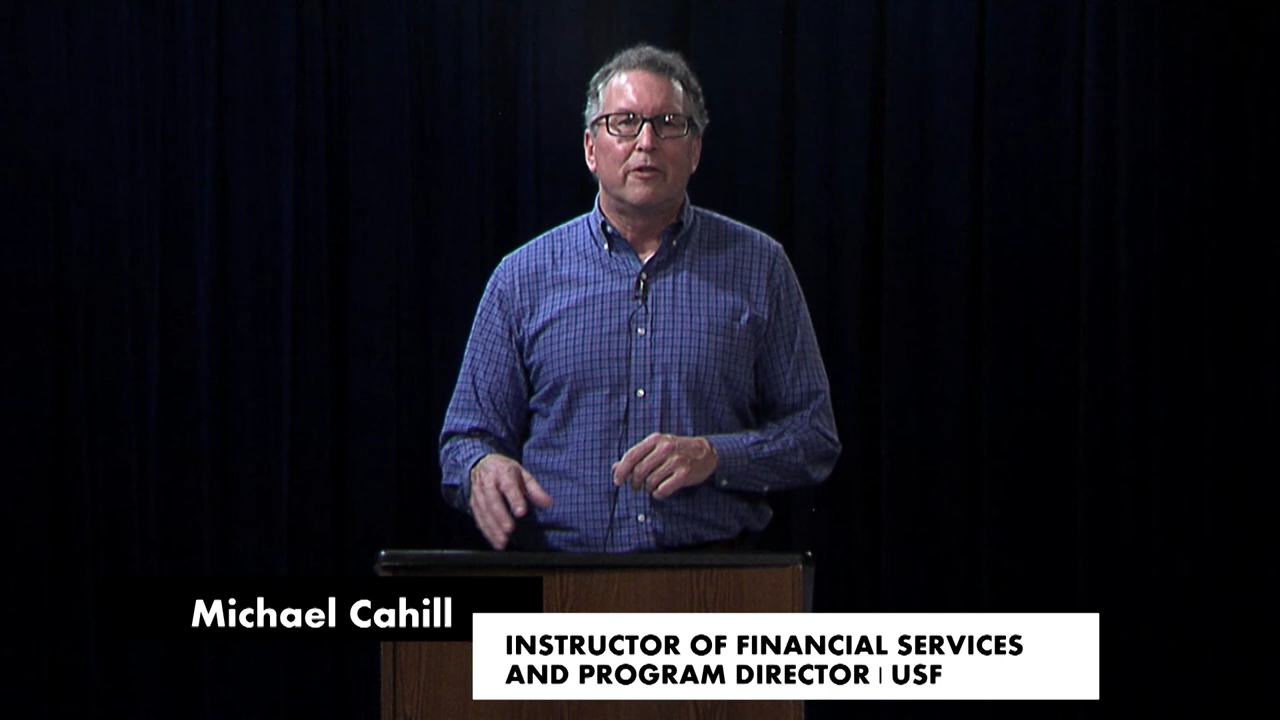 Michael Cahill
INSTRUCTOR OF FINANCIAL SERVICES
AND PROGRAM DIRECTOR | USF